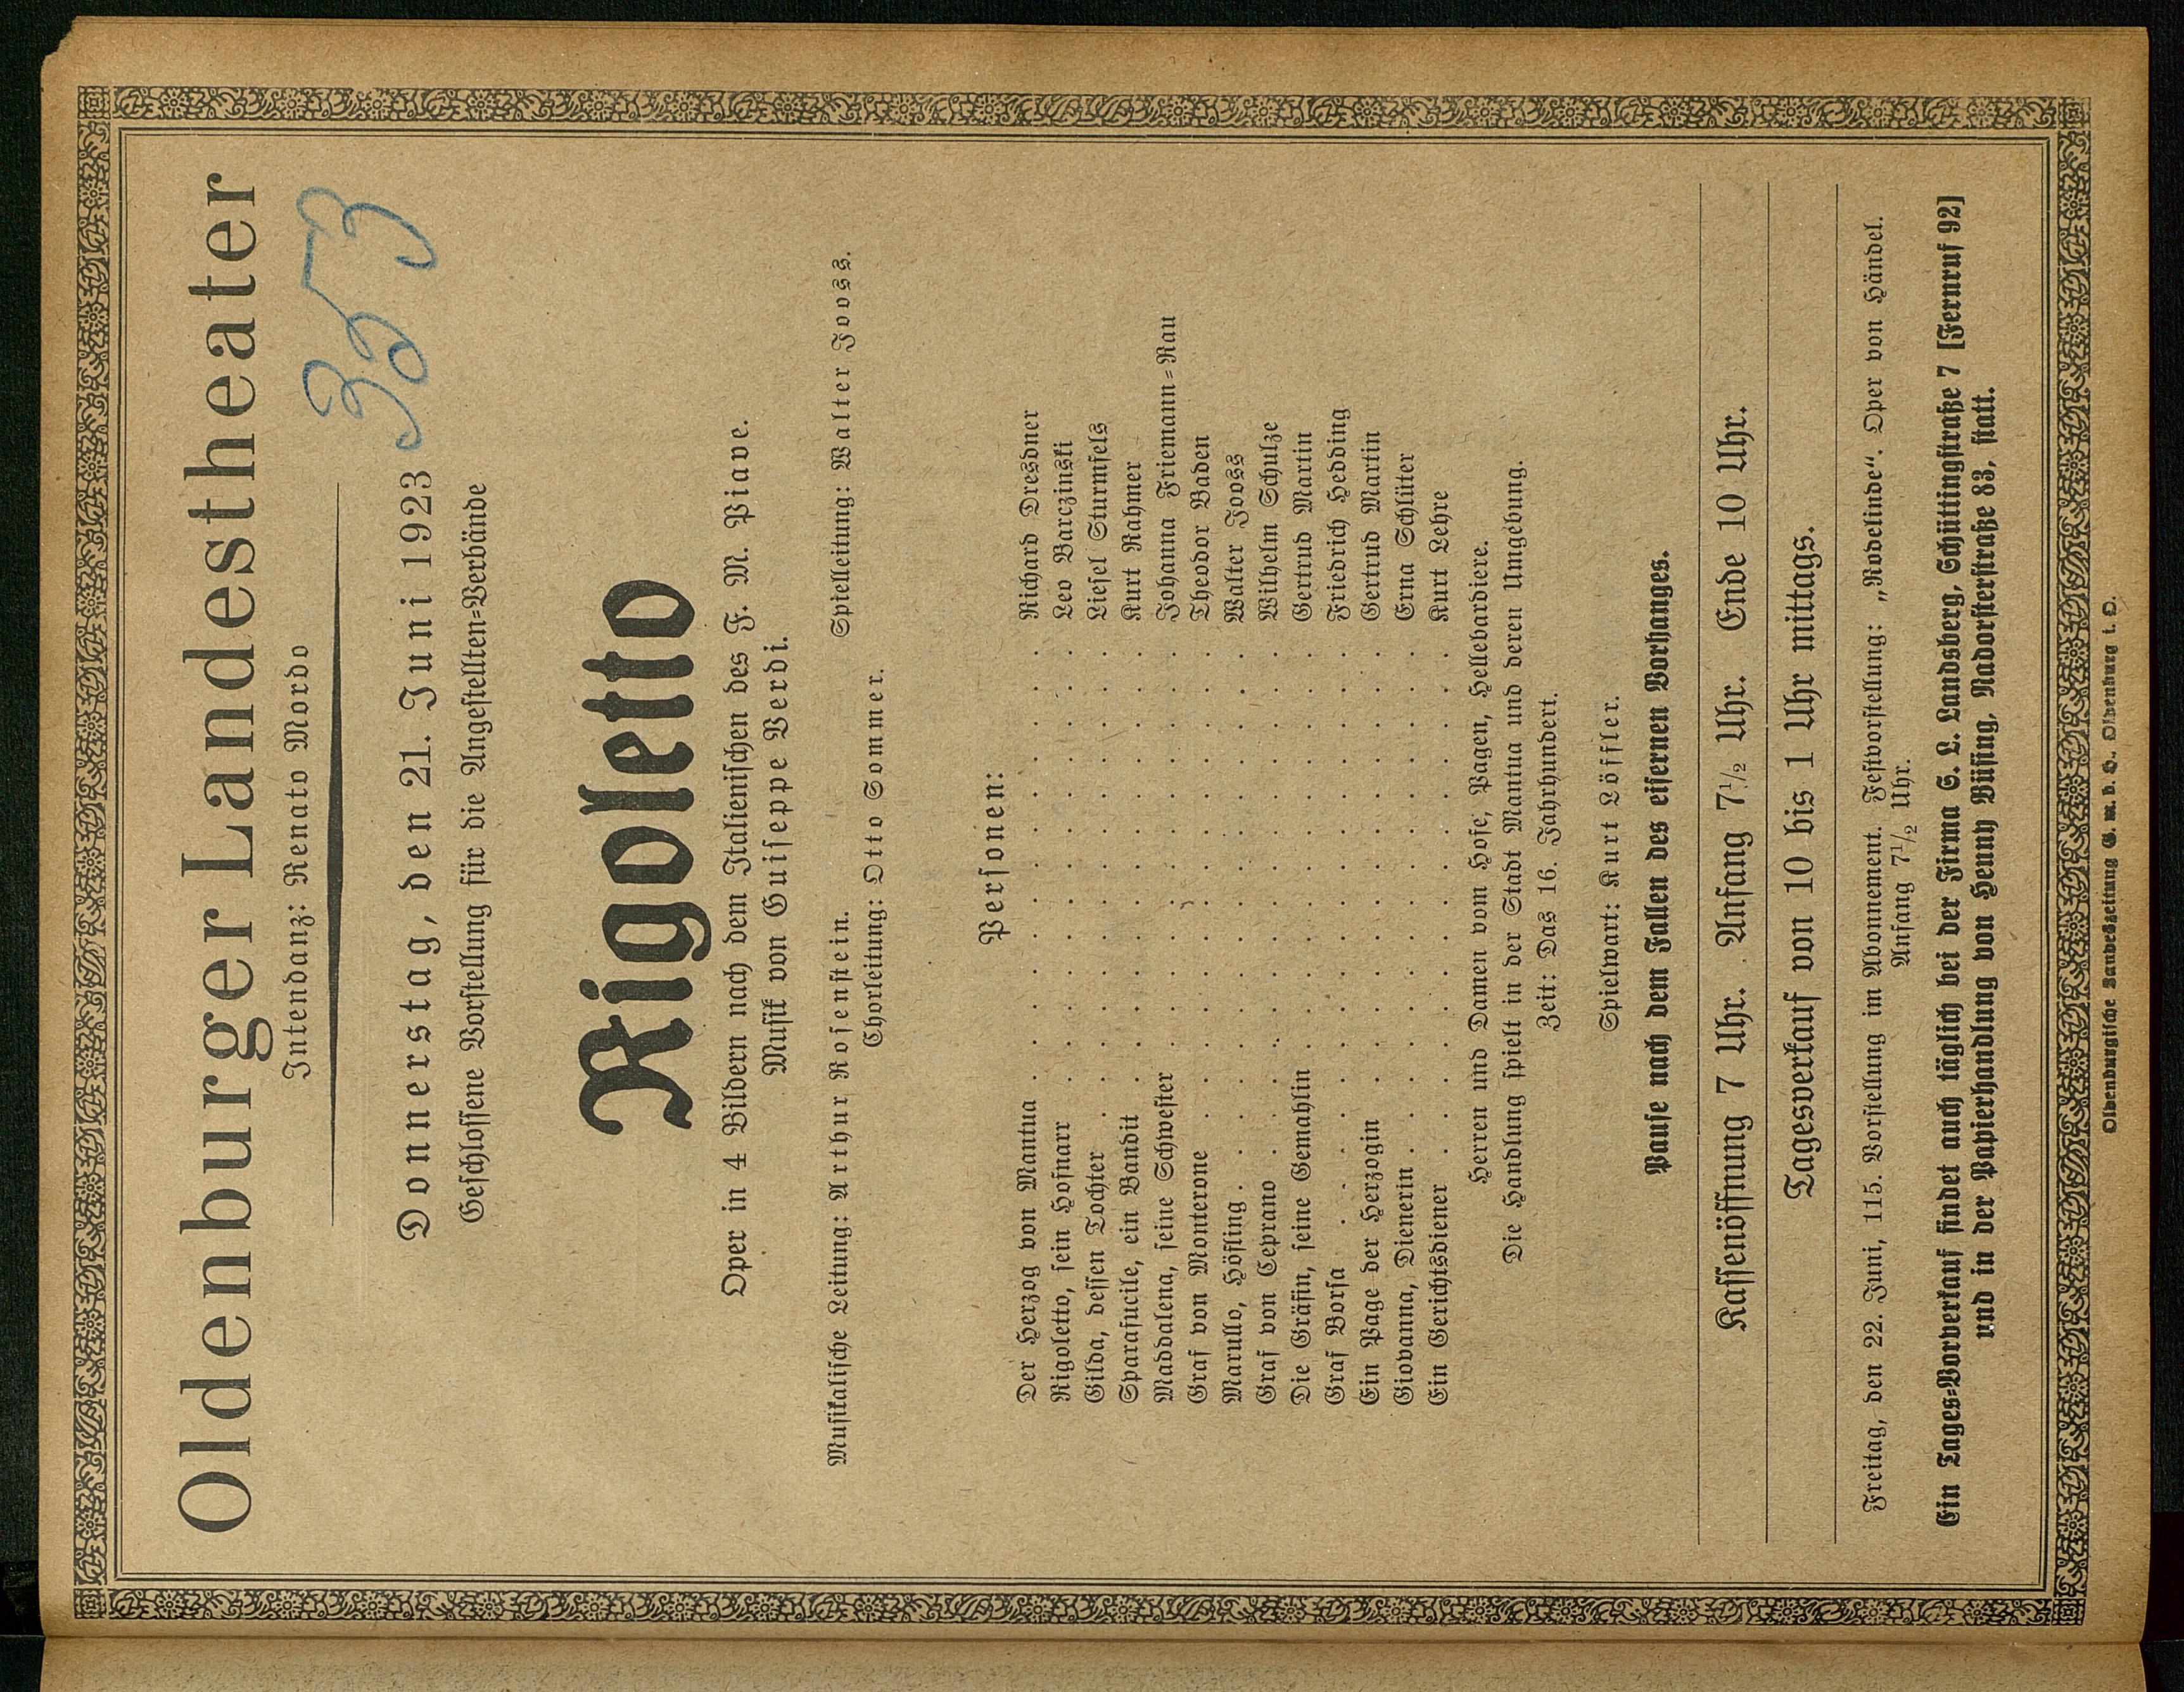 Oldenburger Landestheater
Intendanz: Renato Mordo
353
Donnerstag, den 21. Juni 1923
Geschlossene Vorstellung für die Angestellten-Verbände
Rigoletto
Oper in 4 Bildern nach dem Italienischen des F. M. Piave.
Musik von Guiseppe Verdi.
Musikalische Leitung: Arthur Rosenstein. Spielleitung: Walter Jooss.
Chorleitung: Otto Sommer.
Personen:
Der Herzog von Mantua . . . . . . . . . . Richard Dresdner
Rigoletto, sein Hofnarr . . . . . . . . . . Leo Barczinski
Gilda, dessen Tochter . . . . . . . . . . Liesel Sturmfels
Sparafucile, ein Bandit . . . . . . . . . . Kurt Rahmer
Maddalena, seine Schwester . . . . . . . . . . Johanna Friemann-Rau
Graf von Monterone . . . . . . . . . . Theodor Baden
Marullo, Höfling . . . . . . . . . . Walter Jooss
Graf von Ceprano . . . . . . . . . . Wilhelm Schulze
Die Gräfin, seine Gemahlin . . . . . . . . . . Gertrud Martin
Graf Borsa . . . . . . . . . . Friedrich Hedding
Ein Page der Herzogin . . . . . . . . . . Gertrud Martin
Giovanna, Dienerin . . . . . . . . . . Erna Schlüter
Ein Gerichtsdiener . . . . . . . . . . Kurt Lehre
Herren und Damen vom Hofe, Pagen, Hellebardiere.
Die Handlung spielt in der Stadt Mantua und deren Umgebung.
Zeit: Das 16. Jahrhundert.
Spielwart: Kurt Löffler.
Pause nach dem Fallen des eisernen Vorhanges.
Kassenöffnung 7 Uhr. Anfang 7½ Uhr. Ende 10 Uhr.
Tagesverkauf von 10 bis 1 Uhr mittags.
Freitag, den 22. Juni, 115. Vorstellung im Abonnement. Festvorstellung: „Rodelinde“. Oper von Händel.
Anfang 7½ Uhr.
Ein Tages-Vorverkauf findet auch täglich bei der Firma S. L. Landsberg, Schüttingstraße 7 [Fernruf 92]
und in der Papierhandlung von Henny Büsing, Nadorsterstraße 83, statt.
Oldenburgische Landeszeitung G. m. b. H., Oldenburg i. O.